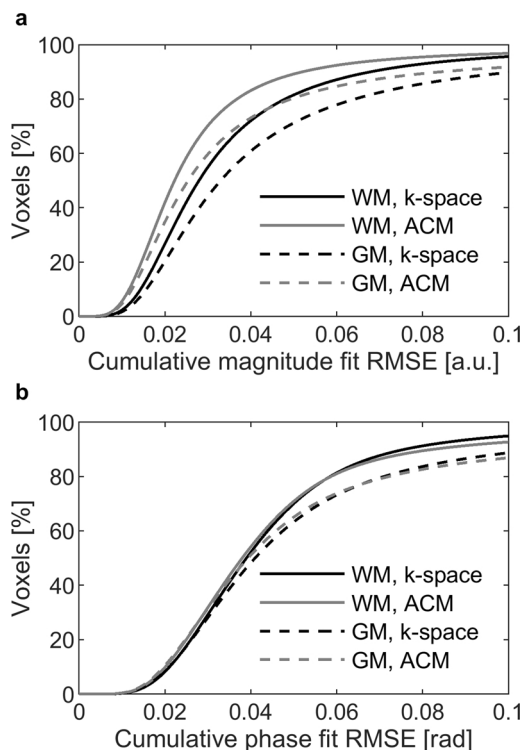 a
100
80
60
40
20
0
Voxels [%]
WM, k-space
WM, ACM
GM, k-space
GM, ACM
0.02 0.04 0.06 0.08 0.1
Cumulative magnitude fit RMSE [a.u.]
b
100
80
60
40
20
0
Voxels [%]
WM, k-space
WM, ACM
GM, k-space
GM, ACM
0 0.02 0.04 0.06 0.08 0.1
Cumulative phase fit RMSE [rad]